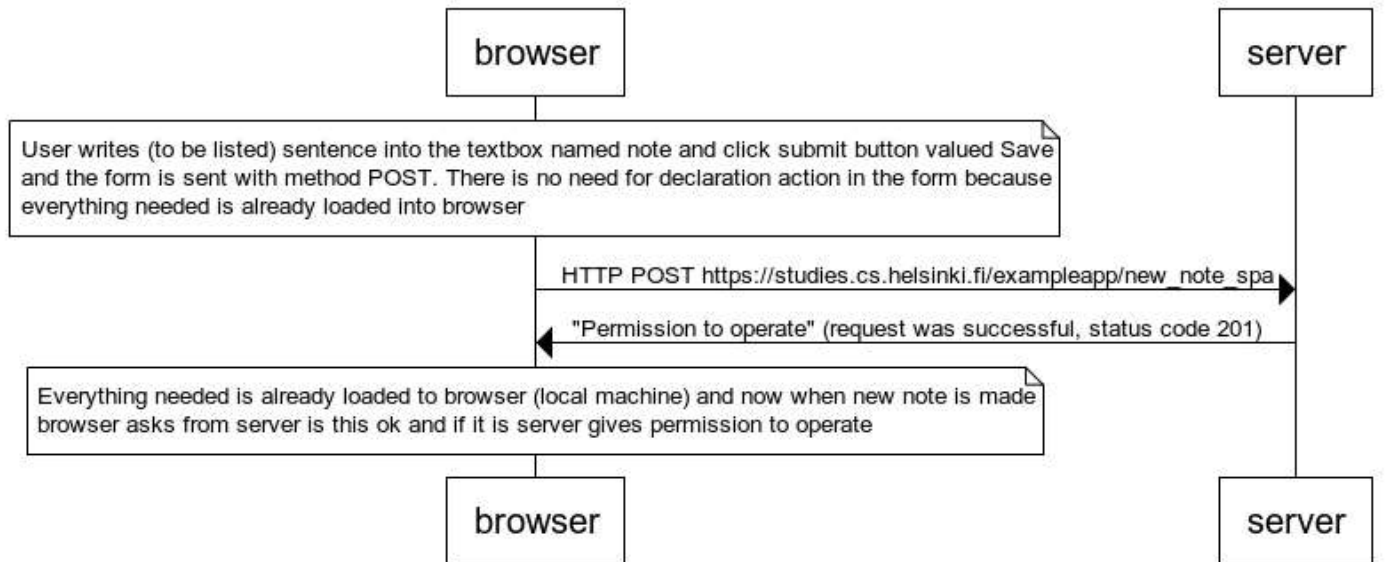 browser
server
User writes (to be listed) sentence into the textbox named note and click submit button valued Save
and the form is sent with method POST. There is no need for declaration action in the form because
everything needed is already loaded into browser
HTTP POST https://studies.cs.helsinki.fi/exampleapp/new_note_spa
"Permission to operate" (request was successful, status code 201)
Everything needed is already loaded to browser (local machine) and now when new note is made
browser asks from server is this ok and if it is server gives permission to operate
browser
server